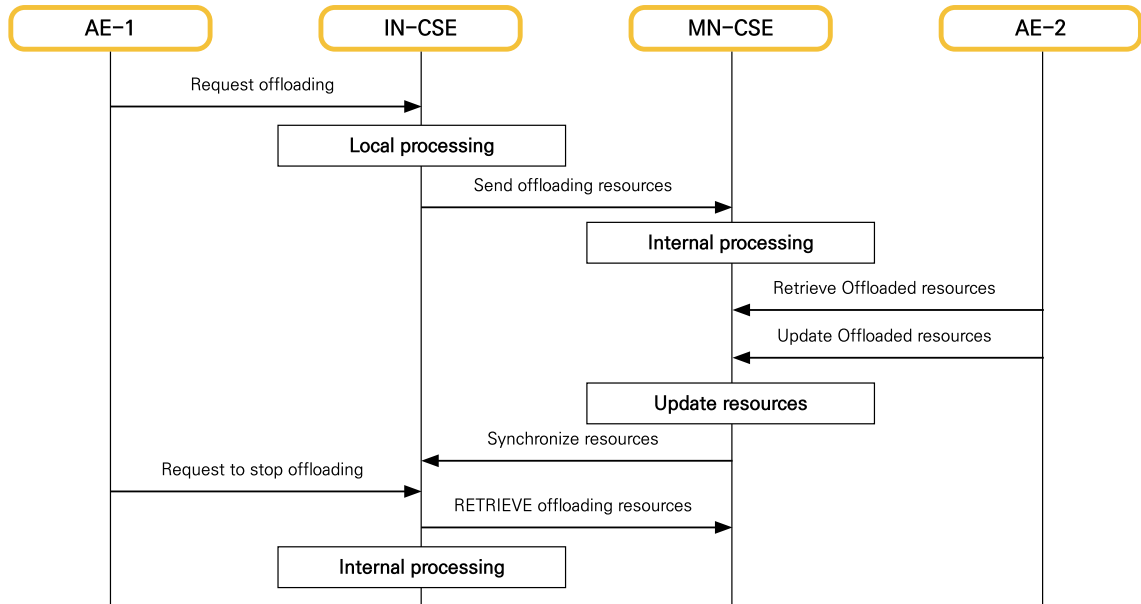 AE-1
IN-CSE
MN-CSE
AE-2
Request offloading
Local processing
Send offloading resources
Internal processing
Retrieve Offloaded resources
Update Offloaded resources
Update resources
Synchronize resources
Request to stop offloading
RETRIEVE offloading resources
Internal processing